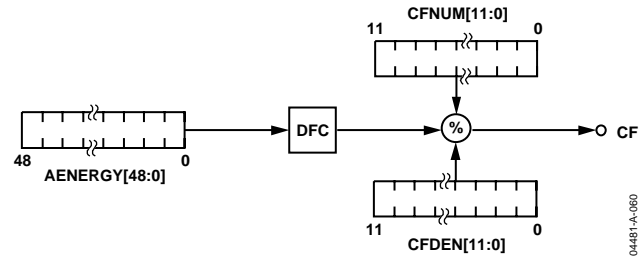 CFNUM[11:0]
11 0
DFC
%
CF
48 0
AENERGY[48:0]
11 0
CFDEN[11:0]
04481-A-060